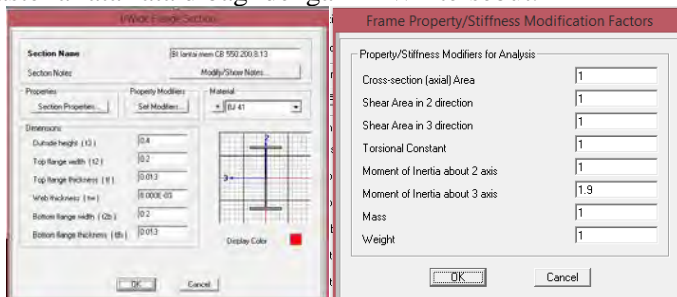 I/Wide Flange Section
Section Name
Bt lantai mem CB 550.200.8.13
Section Notes
Modify/Show Notes...
Properties
Section Properties...
Property Modifiers
Set Modifiers...
Material
+ BJ 41
Dimensions
Outside height ( t3 ) 0.4
Top flange width ( t2 ) 0.2
Top flange thickness ( tf ) 0.013
Web thickness ( tw ) 8.000E-03
Bottom flange width ( t2b ) 0.2
Bottom flange thickness ( tfb ) 0.013
2
3
Display Color
OK Cancel
Frame Property/Stiffness Modification Factors
Property/Stiffness Modifiers for Analysis
Cross-section (axial) Area 1
Shear Area in 2 direction 1
Shear Area in 3 direction 1
Torsional Constant 1
Moment of Inertia about 2 axis 1
Moment of Inertia about 3 axis 1.9
Mass 1
Weight 1
OK Cancel